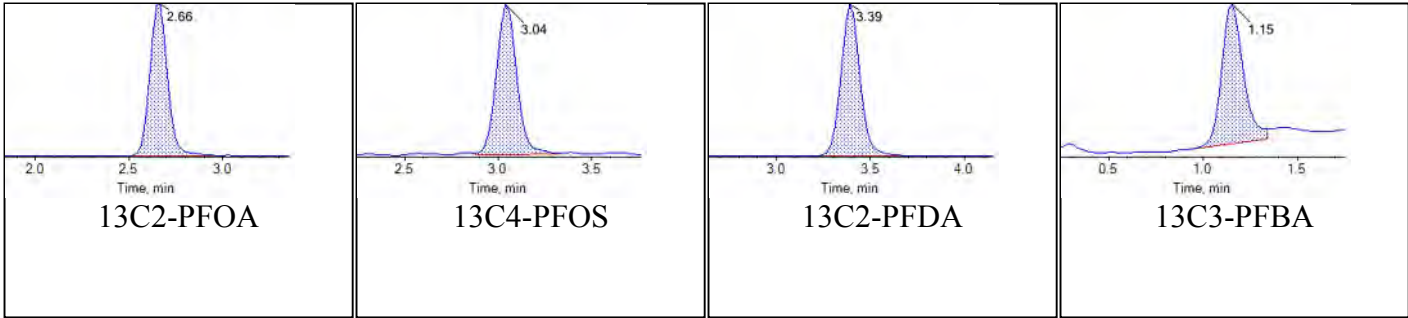 2.66
2.0 2.5 3.0
Time, min
13C2-PFOA
3.04
2.5 3.0 3.5
Time, min
13C4-PFOS
3.39
3.0 3.5 4.0
Time, min
13C2-PFDA
1.15
0.5 1.0 1.5
Time, min
13C3-PFBA